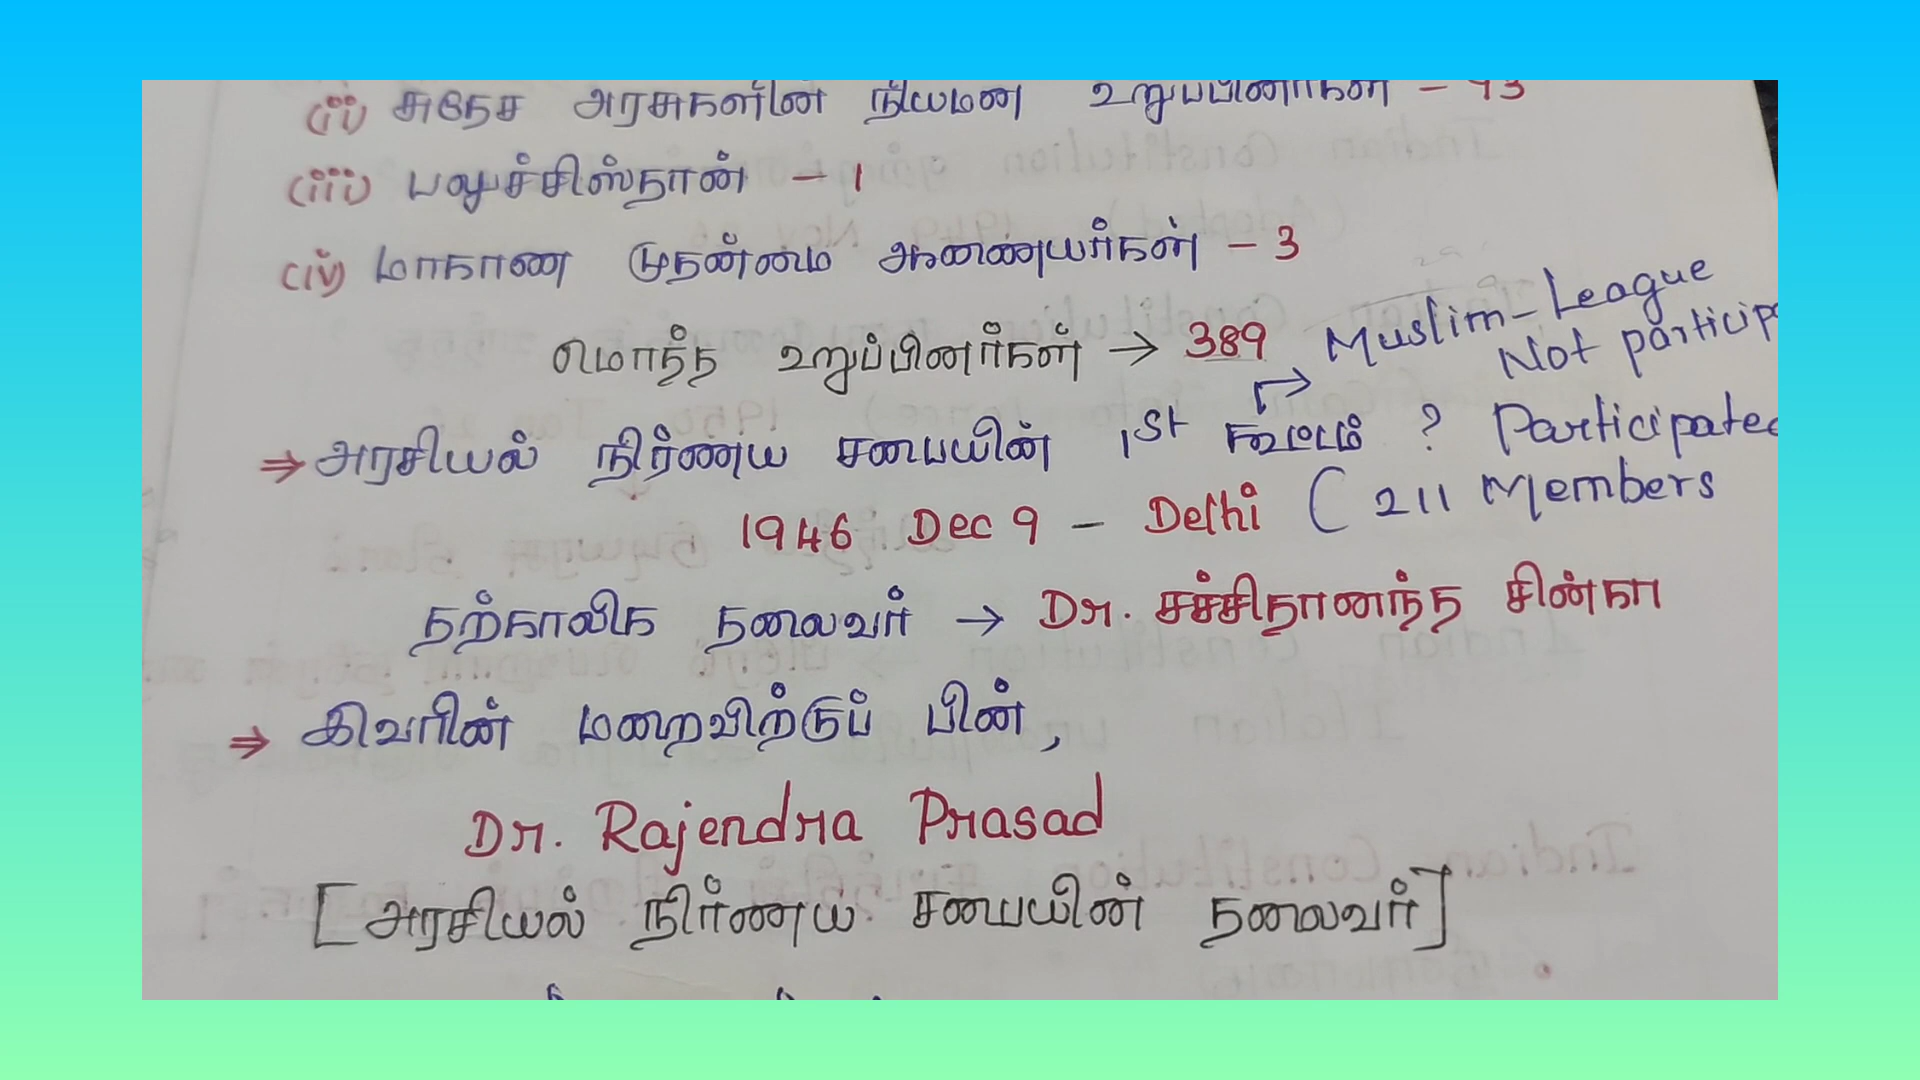 (ii) சுதேச அரசுகளின் நியமன உறுப்பினர்கள் - 93
(iii) பலுச்சிஸ்தான் - 1
(iv) மாகாண முதன்மை ஆணையர்கள் - 3
மொத்த உறுப்பினர்கள் → 389
Muslim-League
Not particip
⇒ அரசியல் நிர்ணய சபையின் 1st கூட்டம் ? Participated
1946 Dec 9 - Delhi ( 211 Members
தற்காலிக தலைவர் → Dr. சச்சிதானந்த சின்கா
⇒ இவரின் மறைவிற்குப் பின்,
Dr. Rajendra Prasad
[அரசியல் நிர்ணய சபையின் தலைவர்]